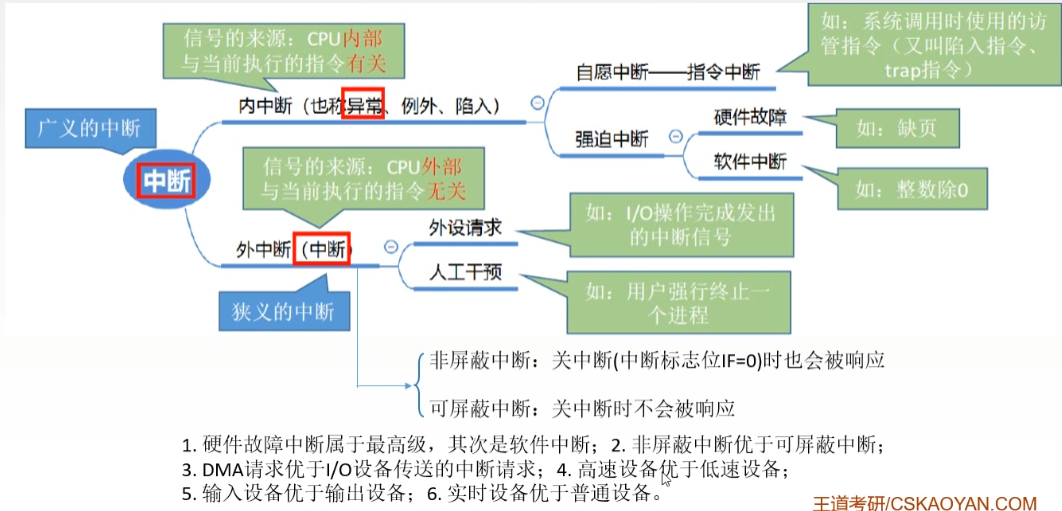 信号的来源：CPU内部
与当前执行的指令有关
如：系统调用时使用的访
管指令（又叫陷入指令、
trap指令）
自愿中断——指令中断
内中断（也称异常、例外、陷入）
广义的中断
硬件故障
如：缺页
强迫中断
软件中断
如：整数除0
中断
信号的来源：CPU外部
与当前执行的指令无关
外设请求
如：I/O操作完成发出
的中断信号
外中断（中断）
人工干预
如：用户强行终止一
个进程
狭义的中断
非屏蔽中断：关中断(中断标志位IF=0)时也会被响应
可屏蔽中断：关中断时不会被响应
1. 硬件故障中断属于最高级，其次是软件中断；2. 非屏蔽中断优于可屏蔽中断；
3. DMA请求优于I/O设备传送的中断请求；4. 高速设备优于低速设备；
5. 输入设备优于输出设备；6. 实时设备优于普通设备。
王道考研/CSKAOYAN.COM